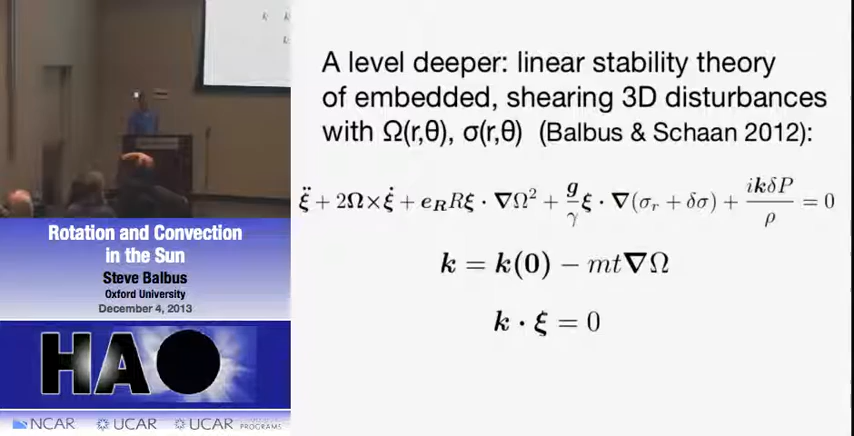 A level deeper: linear stability theory
of embedded, shearing 3D disturbances
with Ω(r,θ), σ(r,θ) (Balbus & Schaan 2012):
ξ̈ + 2Ω×ξ̇ + e_R Rξ · ∇Ω² + g/γ ξ · ∇(σ_r + δσ) + ikδP/ρ = 0
k = k(0) − mt∇Ω
k · ξ = 0
Rotation and Convection
in the Sun
Steve Balbus
Oxford University
December 4, 2013
HAO
NCAR UCAR UCAR PROGRAMS